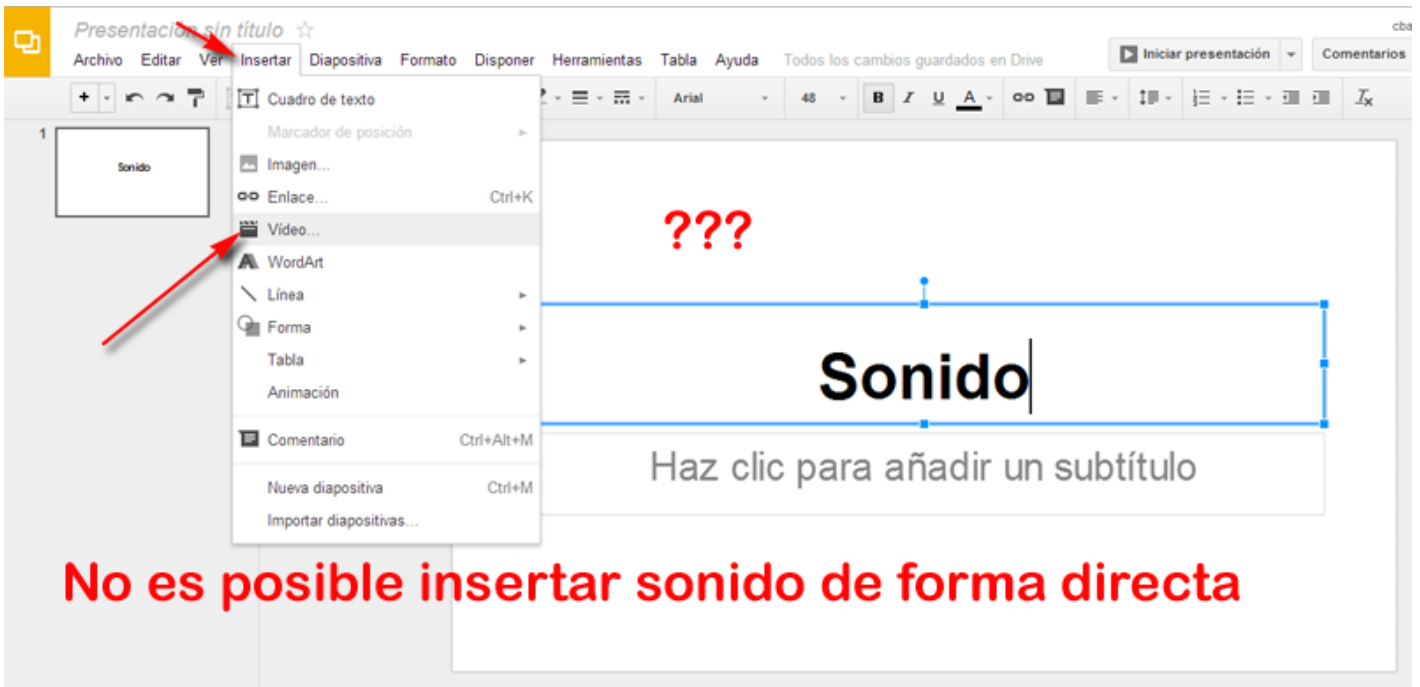 Presentación sin título
cba
Archivo Editar Ver Insertar Diapositiva Formato Disponer Herramientas Tabla Ayuda Todos los cambios guardados en Drive
Iniciar presentación
Comentarios
Arial 48 B I U A
1
Sonido
Cuadro de texto
Marcador de posición
Imagen...
Enlace... Ctrl+K
Vídeo...
WordArt
Línea
Forma
Tabla
Animación
Comentario Ctrl+Alt+M
Nueva diapositiva Ctrl+M
Importar diapositivas...
???
Sonido
Haz clic para añadir un subtítulo
No es posible insertar sonido de forma directa